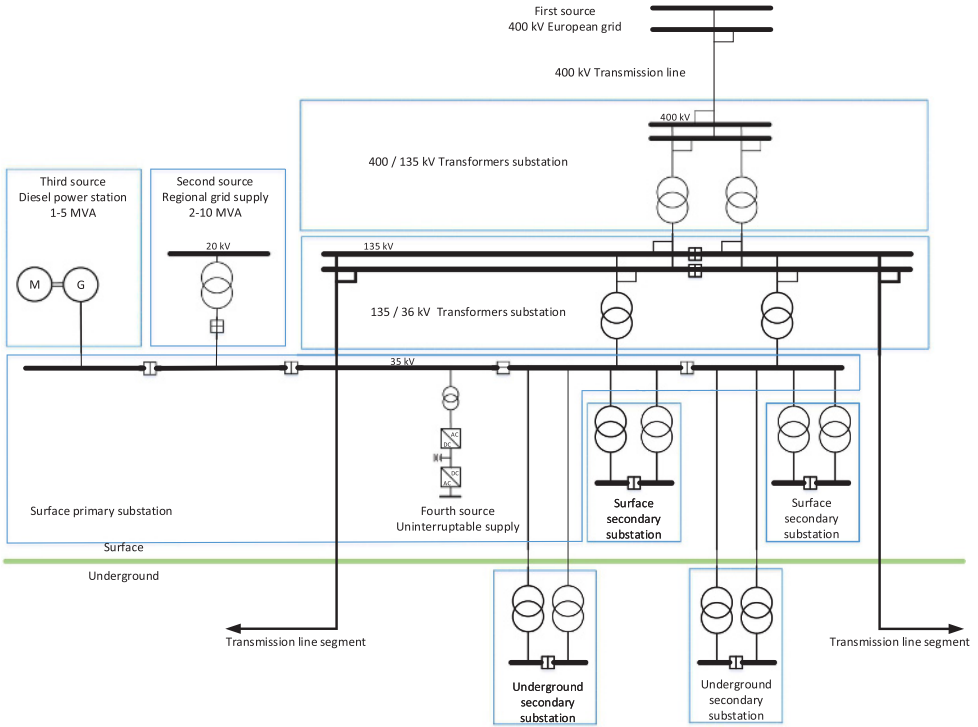 First source
400 kV European grid
400 kV Transmission line
400 kV
400 / 135 kV Transformers substation
Third source
Diesel power station
1-5 MVA
Second source
Regional grid supply
2-10 MVA
20 kV
135 kV
M
G
135 / 36 kV Transformers substation
35 kV
AC
DC
DC
AC
Surface primary substation
Fourth source
Uninterruptable supply
Surface
secondary
substation
Surface
secondary
substation
Surface
Underground
Transmission line segment
Transmission line segment
Underground
secondary
substation
Underground
secondary
substation